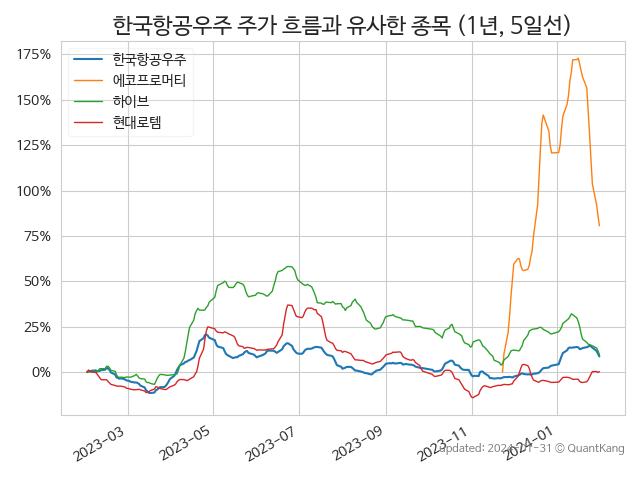 한국항공우주 주가 흐름과 유사한 종목 (1년, 5일선)
175%
150%
125%
100%
75%
50%
25%
0%
한국항공우주
에코프로머티
하이브
현대로템
2023-03
2023-05
2023-07
2023-09
2023-11
2024-01
updated: 2024-01-31 © QuantKang